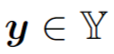 𝒚 ∈ 𝕐